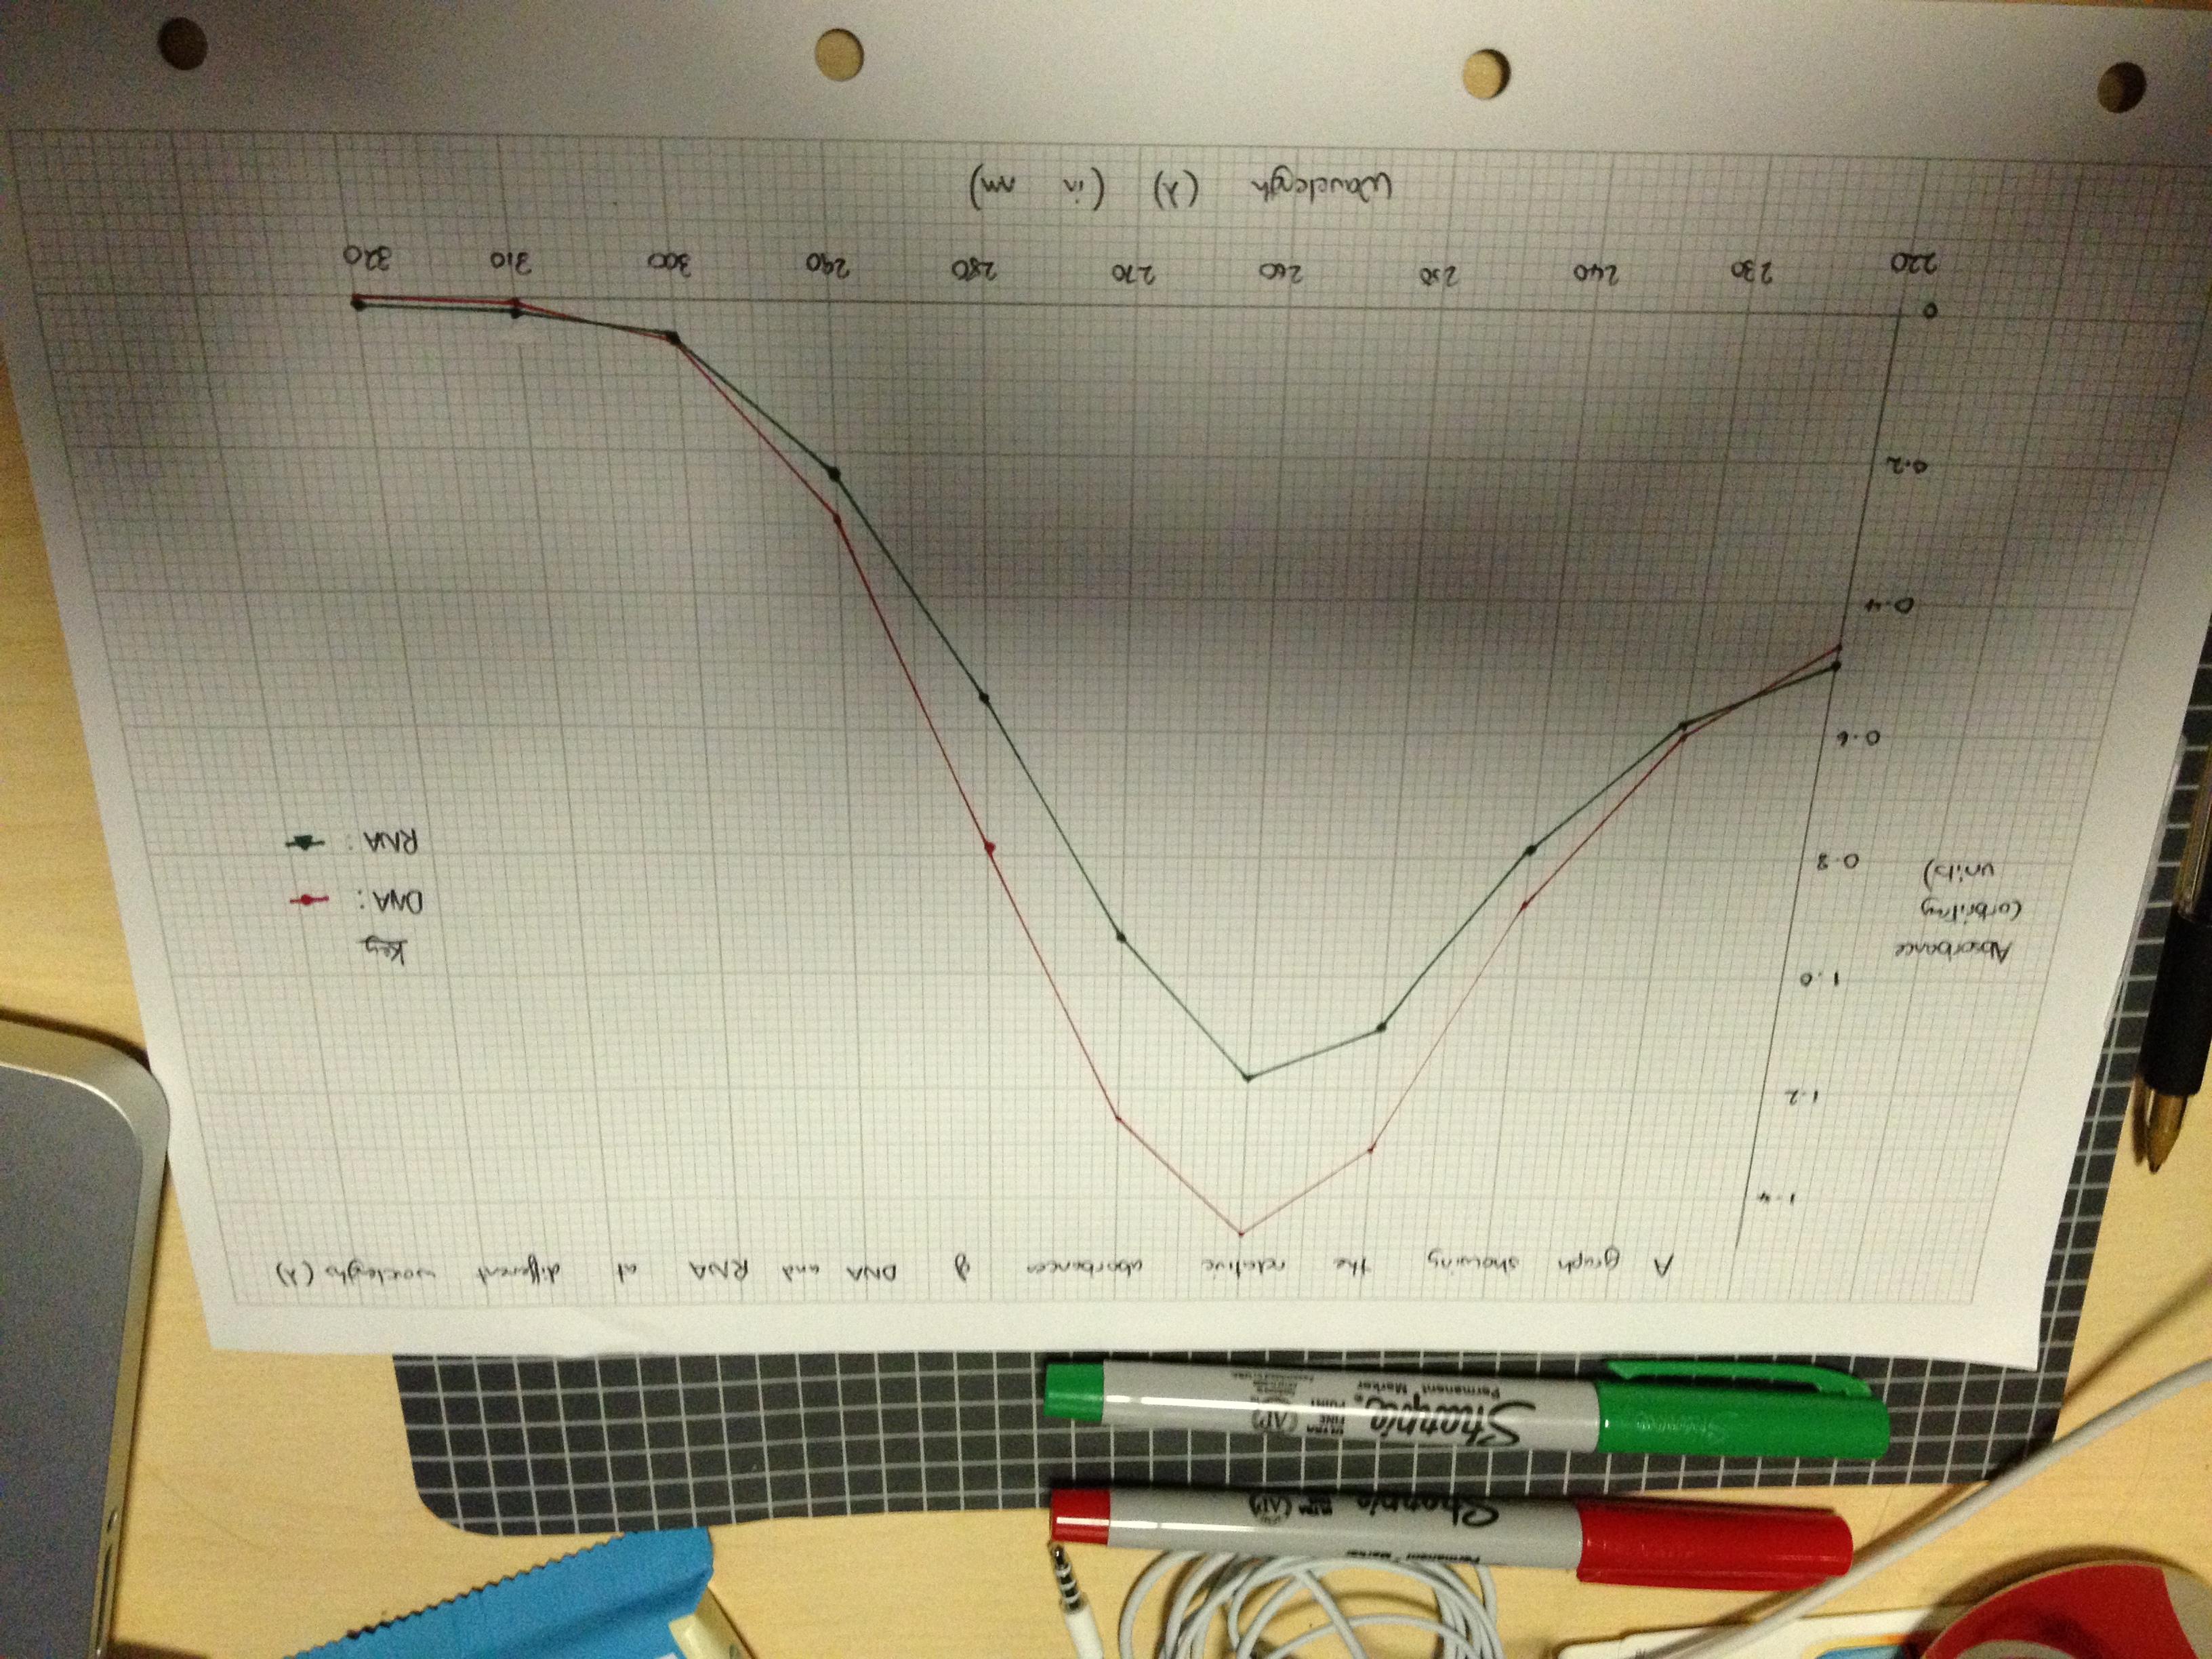 Permanent Marker
Sharpie ULTRA FINE AP
Sharpie. ULTRA FINE POINT AP
Permanent Marker
A graph showing the relative aborbances of DNA and RNA at different wavelengths (λ)
1.4
1.2
1.0
Absorbance
(arbritray
units)
0.8
0.6
0.4
0.2
0
Key
DNA:
RNA:
220 230 240 250 260 270 280 290 300 310 320
Wavelength (λ) (in nm)